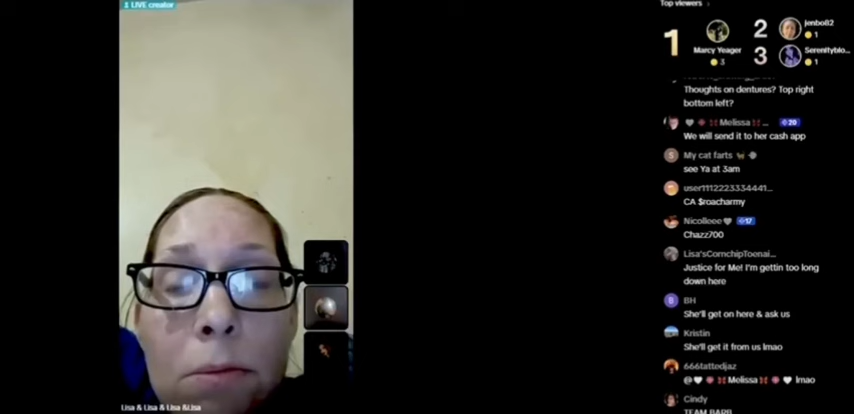 LIVE creator
Top viewers
1
Marcy Yeager
3
2
jenboll2
1
3
Serenityblo...
1
Thoughts on dentures? Top right
bottom left?
Melissa
...
+20
We will send it to her cash app
My cat farts
see Ya at 3am
user1112223334441...
CA $roacharmy
Nicolleee
+17
Chazz700
Lisa'sCornchipToenai...
Justice for Me! I'm gettin too long
down here
BH
She'll get on here & ask us
Kristin
She'll get it from us lmao
666tattedjaz
@ Melissa lmao
Cindy
Lisa & Lisa & Lisa &Lisa